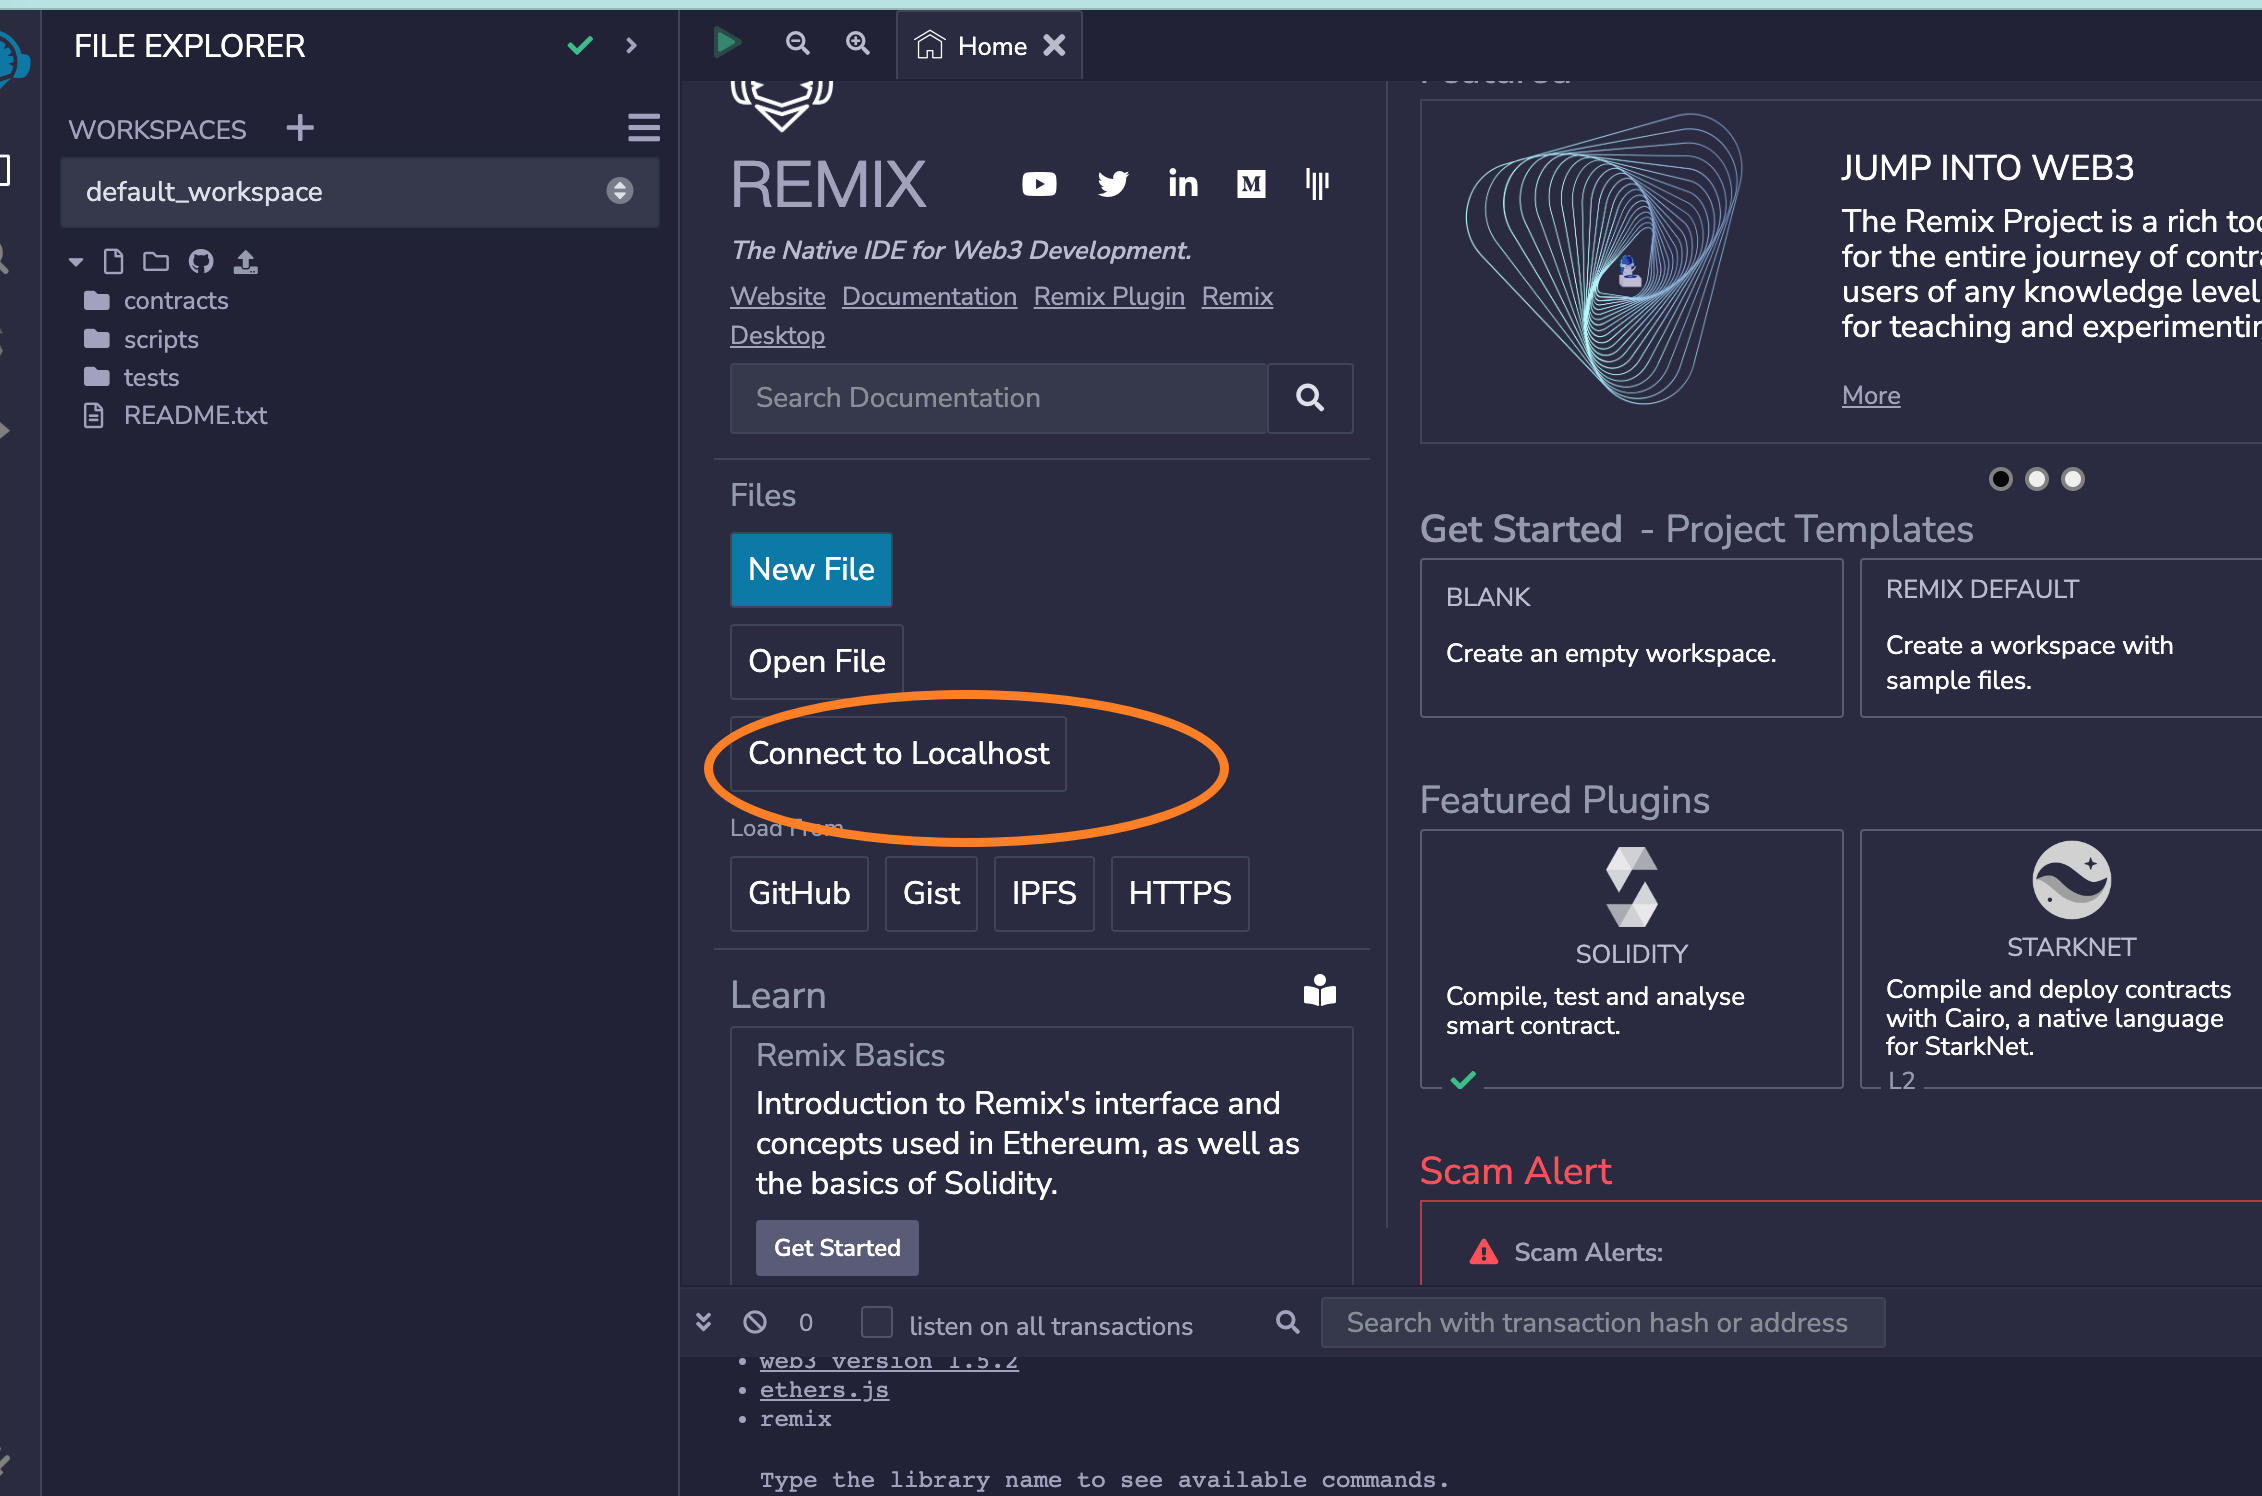 FILE EXPLORER
WORKSPACES
default_workspace
contracts
scripts
tests
README.txt
Home
REMIX
The Native IDE for Web3 Development.
Website Documentation Remix Plugin Remix
Desktop
Search Documentation
Files
New File
Open File
Connect to Localhost
Load From
GitHub Gist IPFS HTTPS
Learn
Remix Basics
Introduction to Remix's interface and
concepts used in Ethereum, as well as
the basics of Solidity.
Get Started
Featured
JUMP INTO WEB3
The Remix Project is a rich
for the entire journey of
users of any knowledge level
for teaching and
More
Get Started - Project Templates
BLANK
Create an empty workspace.
REMIX DEFAULT
Create a workspace with
sample files.
Featured Plugins
SOLIDITY
Compile, test and analyse
smart contract.
STARKNET
Compile and deploy contracts
with Cairo, a native language
for StarkNet.
L2
Scam Alert
Scam Alerts:
0 listen on all transactions Search with transaction hash or address
web3 version 1.5.2
ethers.js
remix
Type the library name to see available commands.